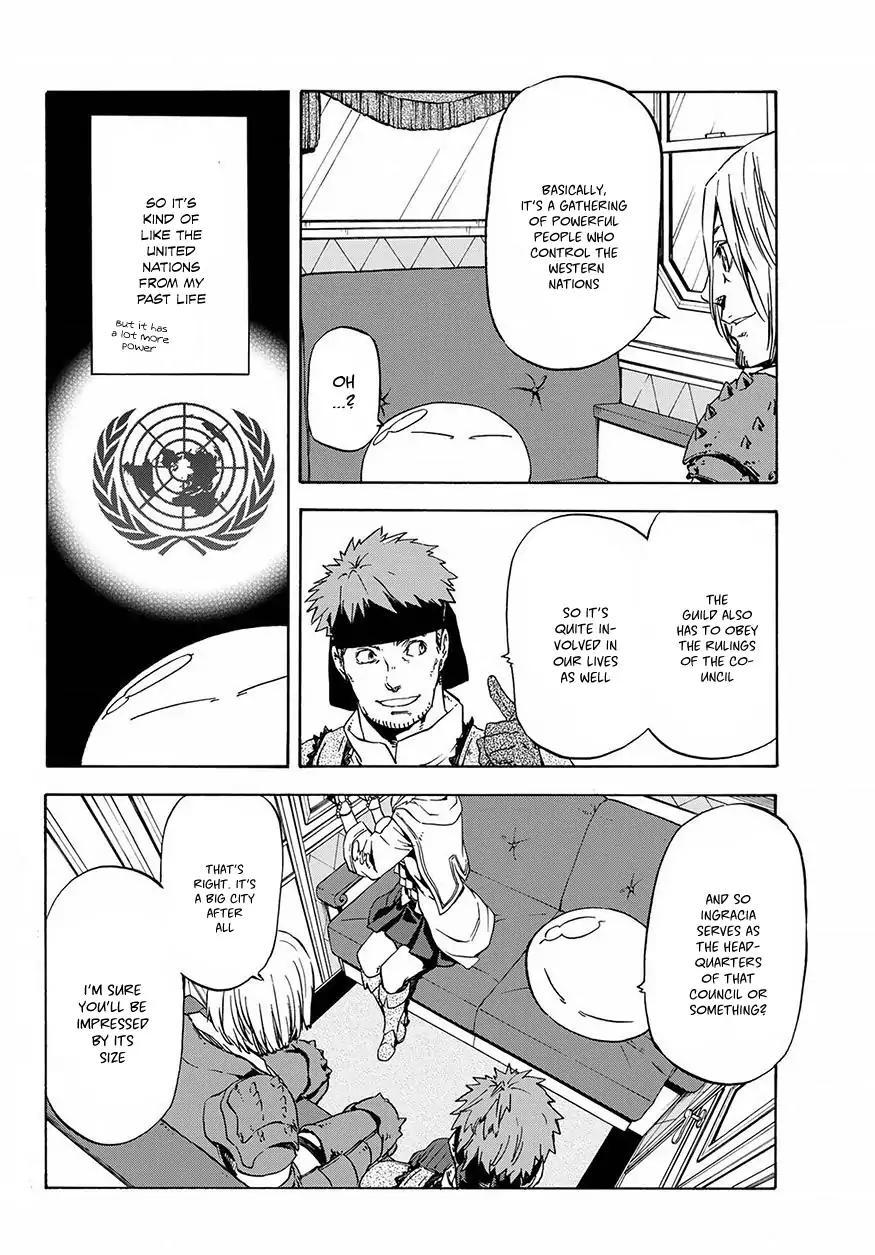 BASICALLY,
IT'S A GATHERING
OF POWERFUL
PEOPLE WHO
CONTROL THE
WESTERN
NATIONS
OH
...?
SO IT'S
KIND OF
LIKE THE
UNITED
NATIONS
FROM MY
PAST LIFE
But it has
a lot more
power
THE
GUILD ALSO
HAS TO OBEY
THE RULINGS
OF THE CO-
UNCIL
SO IT'S
QUITE IN-
VOLVED IN
OUR LIVES
AS WELL
AND SO
INGRACIA
SERVES AS
THE HEAD-
QUARTERS
OF THAT
COUNCIL OR
SOMETHING?
THAT'S
RIGHT. IT'S
A BIG CITY
AFTER
ALL
I'M SURE
YOU'LL BE
IMPRESSED
BY ITS
SIZE